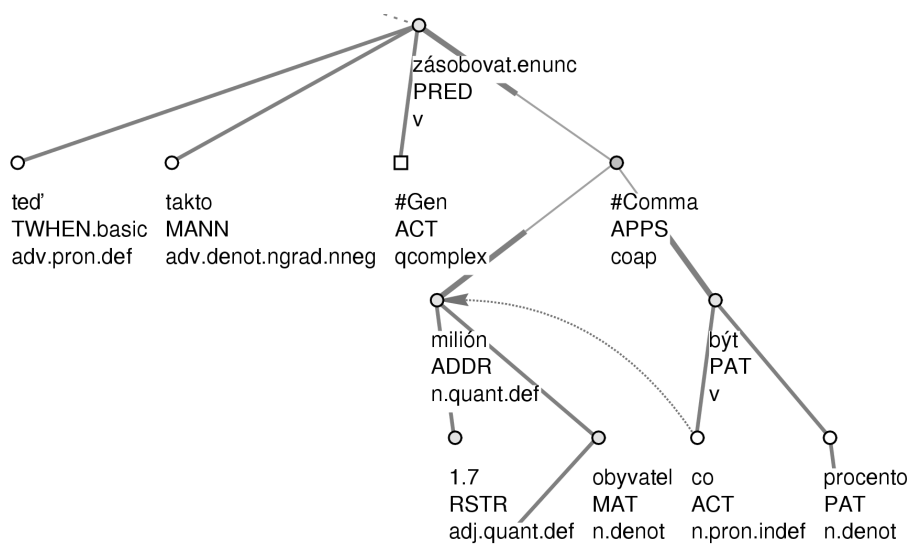 zásobovat.enunc
PRED
v
teď
TWHEN.basic
adv.pron.def
takto
MANN
adv.denot.ngrad.nneg
#Gen
ACT
qcomplex
#Comma
APPS
coap
milión
ADDR
n.quant.def
být
PAT
v
1.7
RSTR
adj.quant.def
obyvatel
MAT
n.denot
co
ACT
n.pron.indef
procento
PAT
n.denot